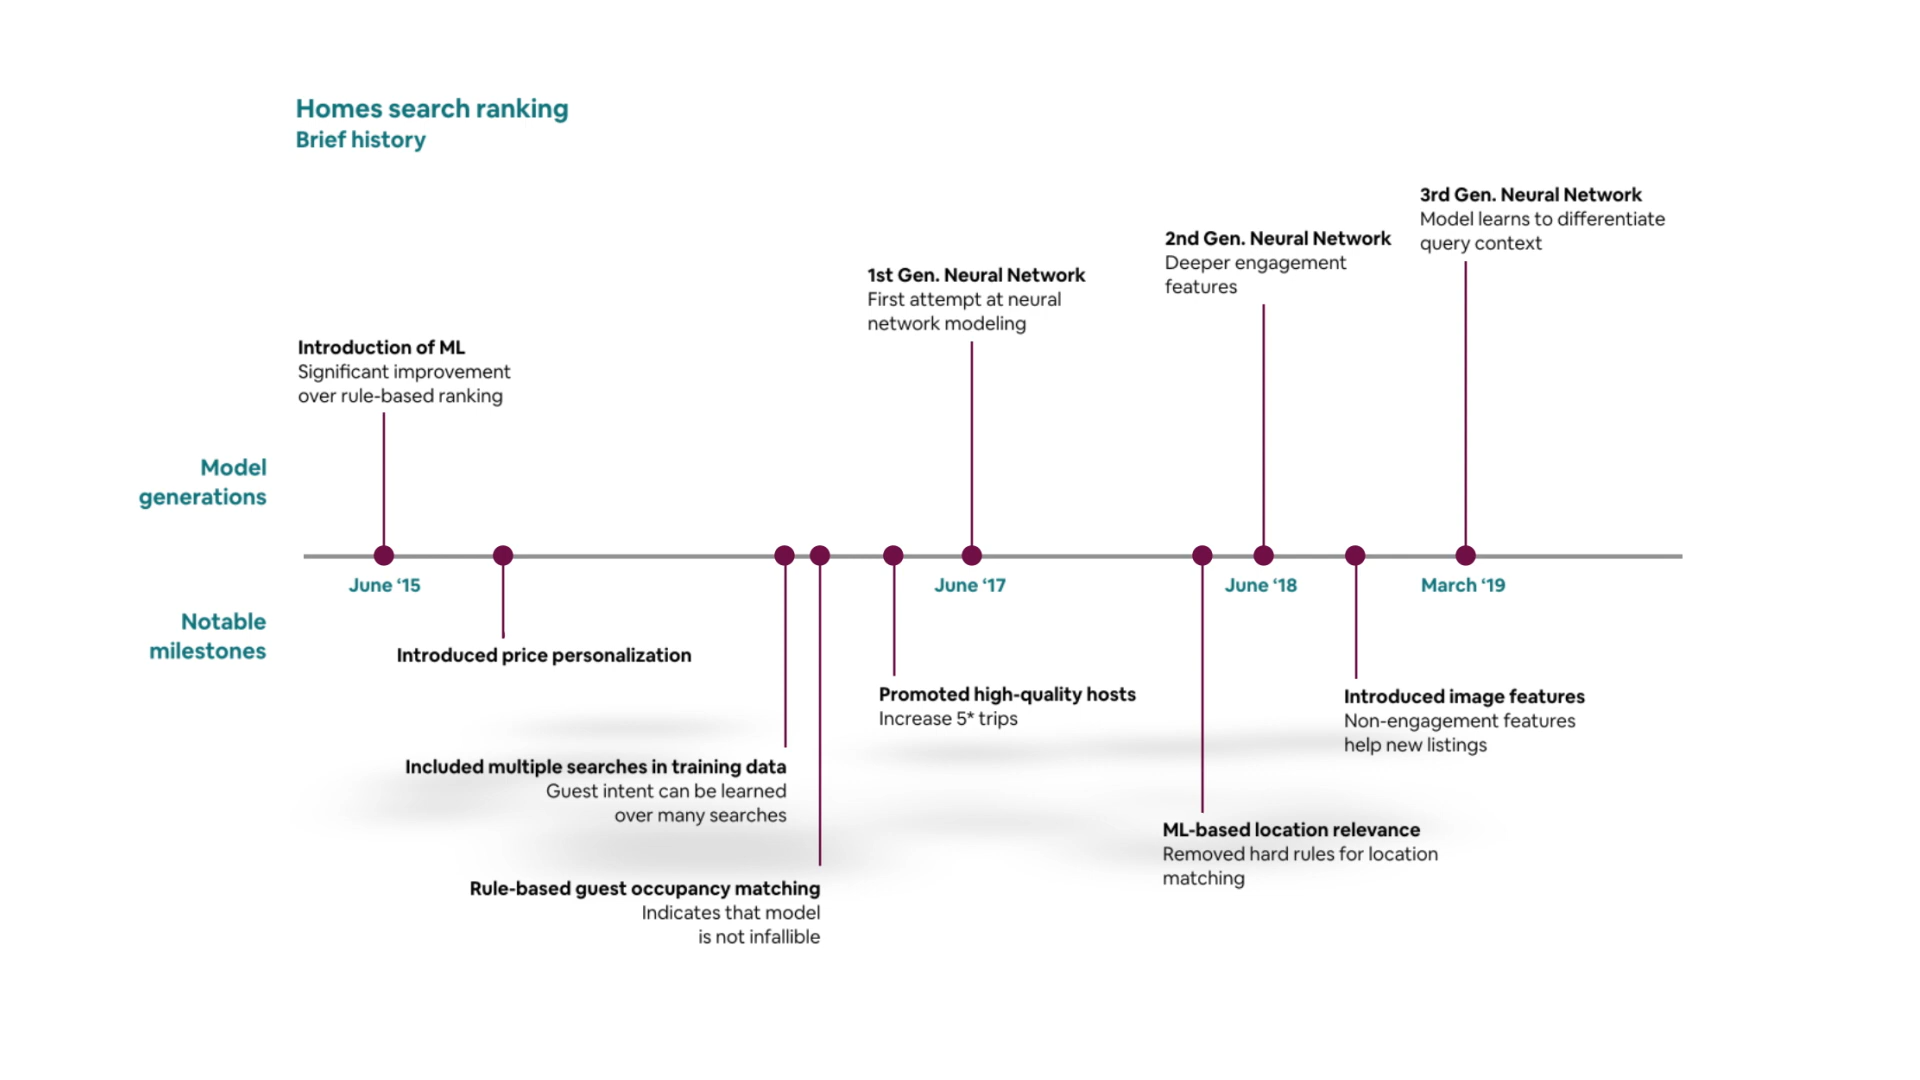 Homes search ranking
Brief history
3rd Gen. Neural Network
Model learns to differentiate
query context
2nd Gen. Neural Network
Deeper engagement
features
1st Gen. Neural Network
First attempt at neural
network modeling
Introduction of ML
Significant improvement
over rule-based ranking
Model
generations
June ‘15
June ‘17
June ‘18
March ‘19
Notable
milestones
Introduced price personalization
Promoted high-quality hosts
Increase 5* trips
Introduced image features
Non-engagement features
help new listings
Included multiple searches in training data
Guest intent can be learned
over many searches
ML-based location relevance
Removed hard rules for location
matching
Rule-based guest occupancy matching
Indicates that model
is not infallible